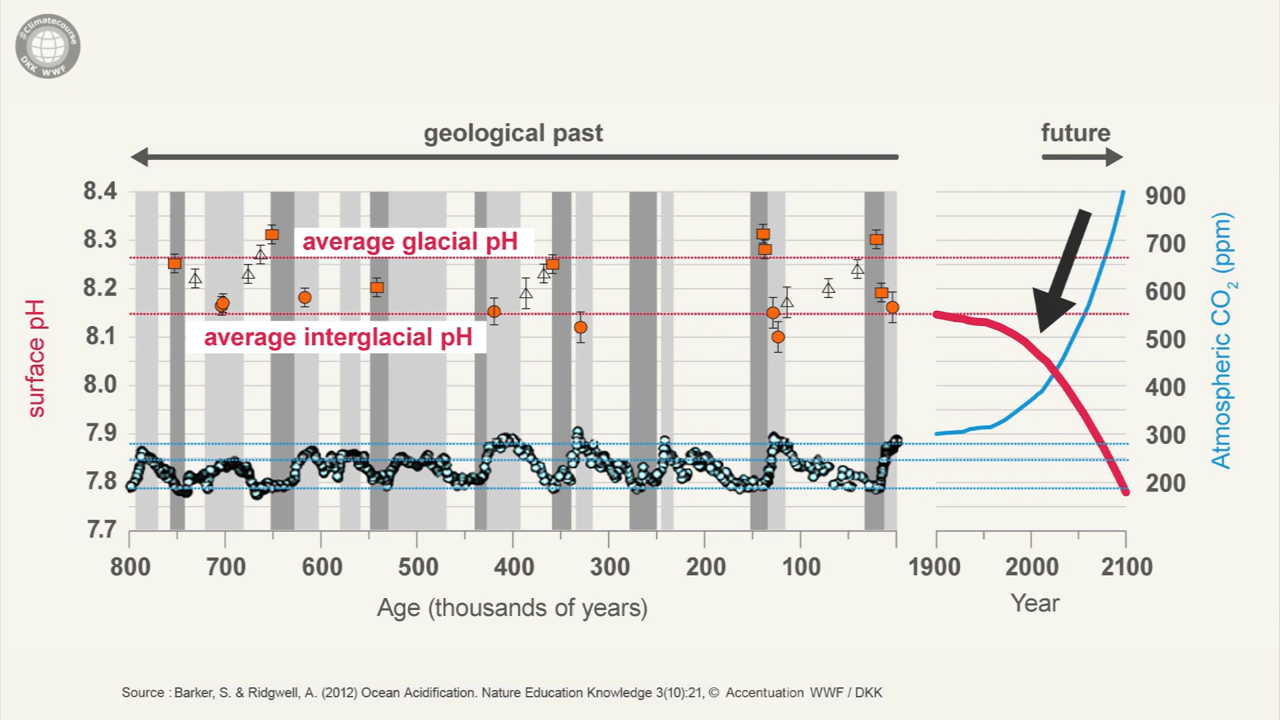 #Climatecourse
DKK WWF
geological past
future
8.4
8.3
8.2
8.1
8.0
7.9
7.8
7.7
surface pH
average glacial pH
average interglacial pH
900
700
600
500
400
300
200
Atmospheric CO₂ (ppm)
800 700 600 500 400 300 200 100
1900 2000 2100
Age (thousands of years)
Year
Source : Barker, S. & Ridgwell, A. (2012) Ocean Acidification. Nature Education Knowledge 3(10):21, © Accentuation WWF / DKK